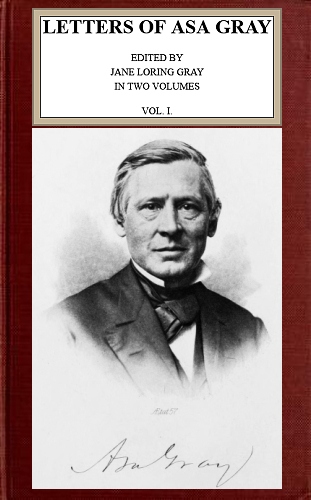 LETTERS OF ASA GRAY
EDITED BY
JANE LORING GRAY
IN TWO VOLUMES
VOL. I.
Asa Gray